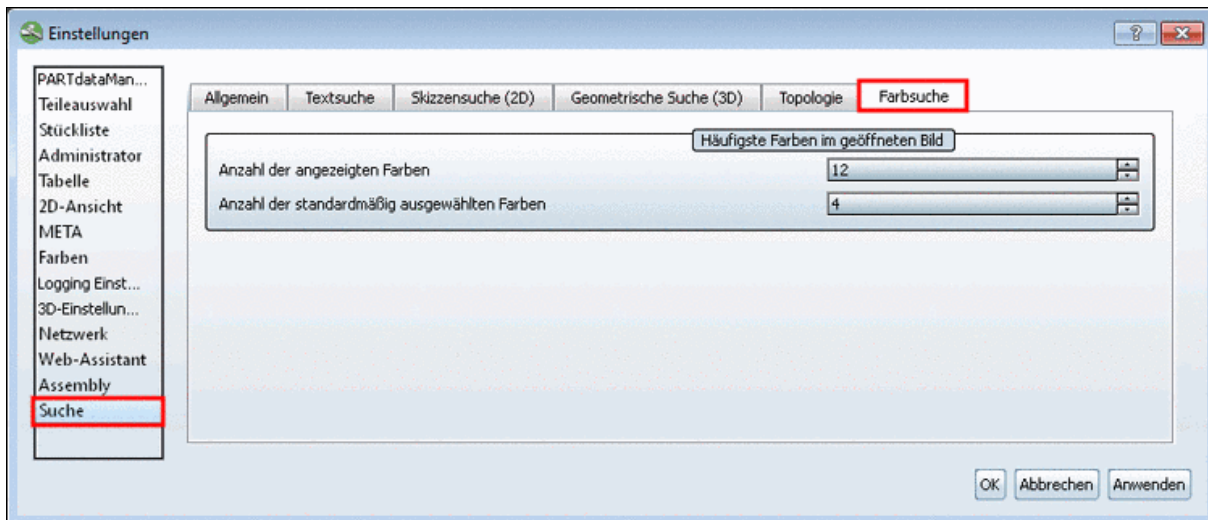 Einstellungen
PARTdataMan...
Teileauswahl
Stückliste
Administrator
Tabelle
2D-Ansicht
META
Farben
Logging Einst...
3D-Einstellun...
Netzwerk
Web-Assistant
Assembly
Suche
Allgemein Textsuche Skizzensuche (2D) Geometrische Suche (3D) Topologie Farbsuche
Häufigste Farben im geöffneten Bild
Anzahl der angezeigten Farben 12
Anzahl der standardmäßig ausgewählten Farben 4
OK Abbrechen Anwenden